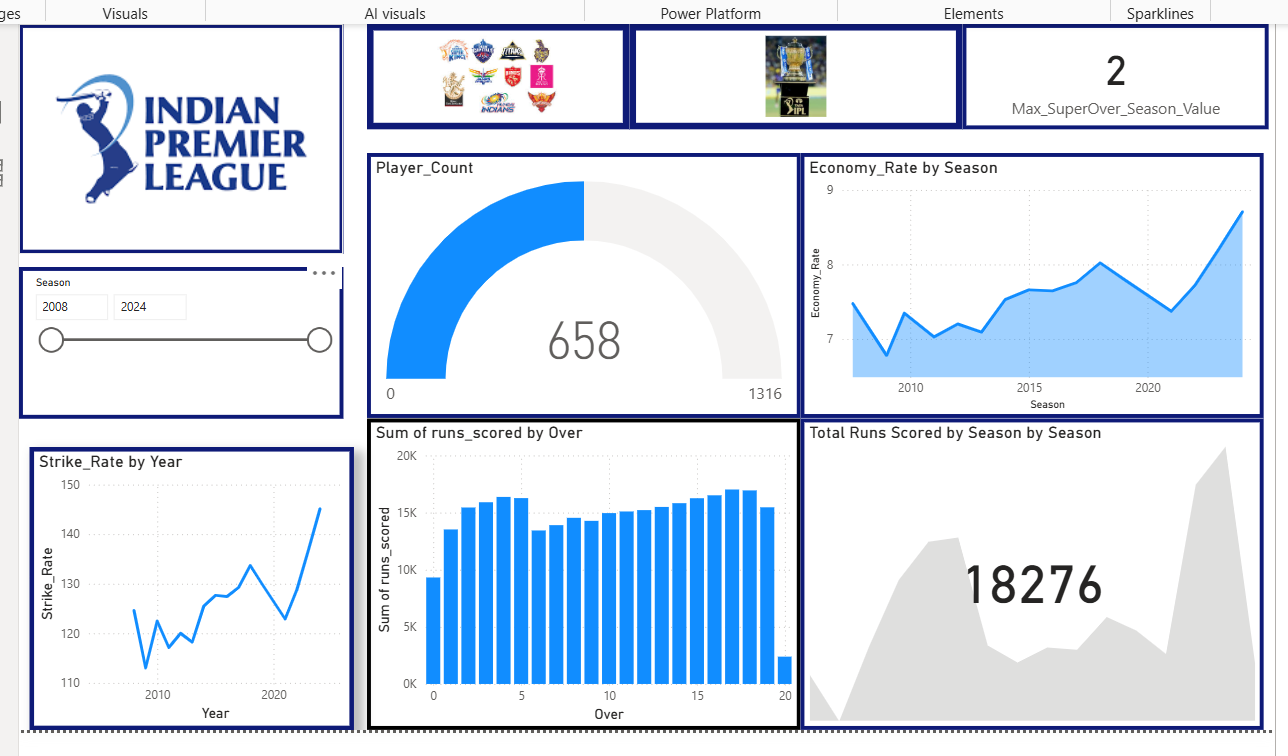 ges
Visuals
AI visuals
Power Platform
Elements
Sparklines
INDIAN
PREMIER
LEAGUE
IPL
2
Max_SuperOver_Season_Value
Season
2008
2024
Player_Count
658
0
1316
Economy_Rate by Season
Economy_Rate
9
8
7
2010
2015
2020
Season
Strike_Rate by Year
Strike_Rate
150
140
130
120
110
2010
2020
Year
Sum of runs_scored by Over
Sum of runs_scored
20K
15K
10K
5K
0K
0
5
10
15
20
Over
Total Runs Scored by Season by Season
18276